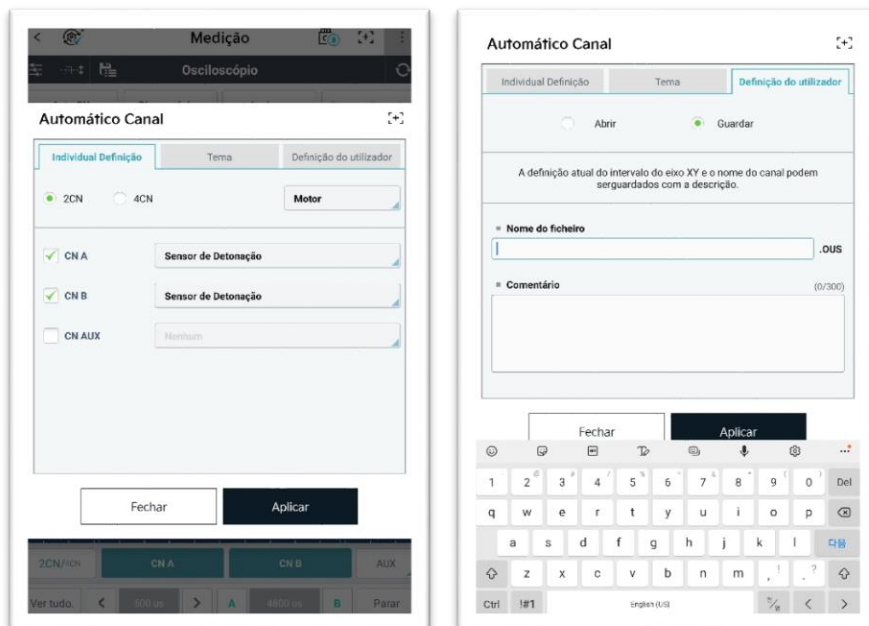 Medição
Osciloscópio
Automático Canal
Individual Definição
Tema
Definição do utilizador
2CN
4CN
Motor
CN A
Sensor de Detonação
CN B
Sensor de Detonação
CN AUX
Nenhum
Fechar
Aplicar
2CN/4CN
CN A
CN B
AUX
Ver tudo.
500 us
A
4800 us
B
Parar
Automático Canal
Individual Definição
Tema
Definição do utilizador
Abrir
Guardar
A definição atual do intervalo do eixo XY e o nome do canal podem
serguardados com a descrição.
Nome do ficheiro
.OUS
Comentário
(0/300)
Fechar
Aplicar
1 2 3 4 5 6 7 8 9 0 Del
q w e r t y u i o p
a s d f g h j k l 다음
z x c v b n m , ! . ?
Ctrl !#1 English (US)